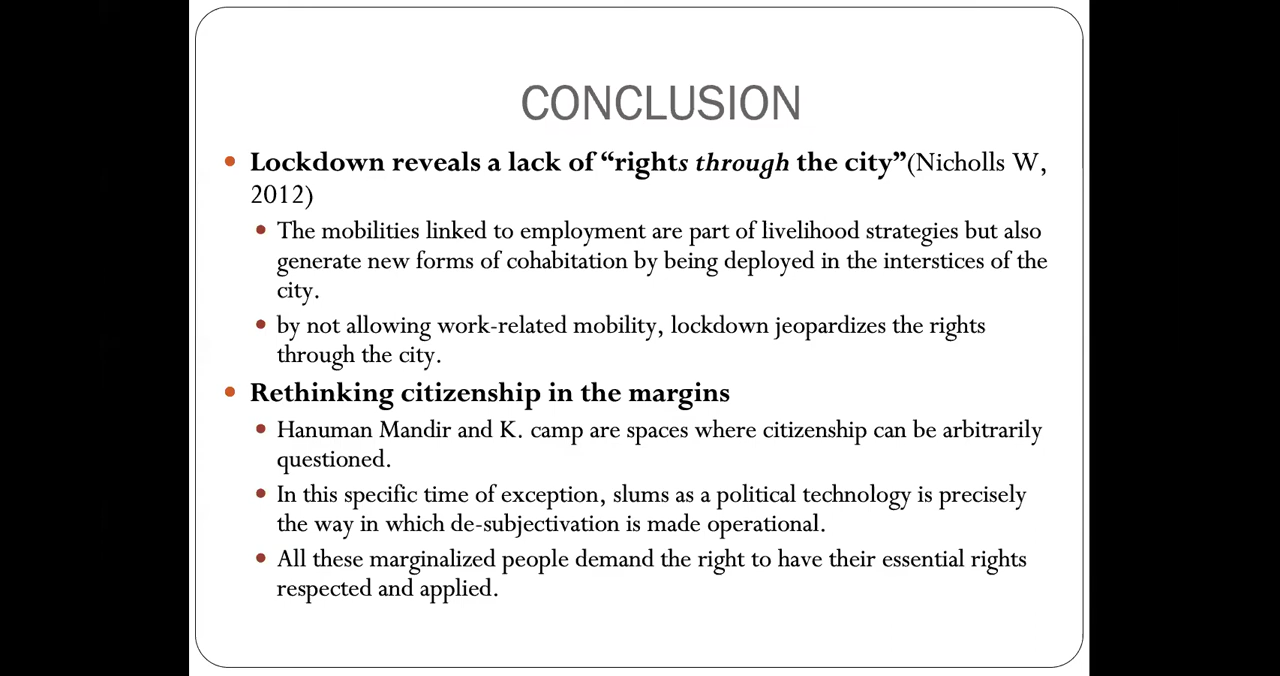 CONCLUSION
Lockdown reveals a lack of “rights through the city”(Nicholls W,
2012)
The mobilities linked to employment are part of livelihood strategies but also
generate new forms of cohabitation by being deployed in the interstices of the
city.
by not allowing work-related mobility, lockdown jeopardizes the rights
through the city.
Rethinking citizenship in the margins
Hanuman Mandir and K. camp are spaces where citizenship can be arbitrarily
questioned.
In this specific time of exception, slums as a political technology is precisely
the way in which de-subjectivation is made operational.
All these marginalized people demand the right to have their essential rights
respected and applied.